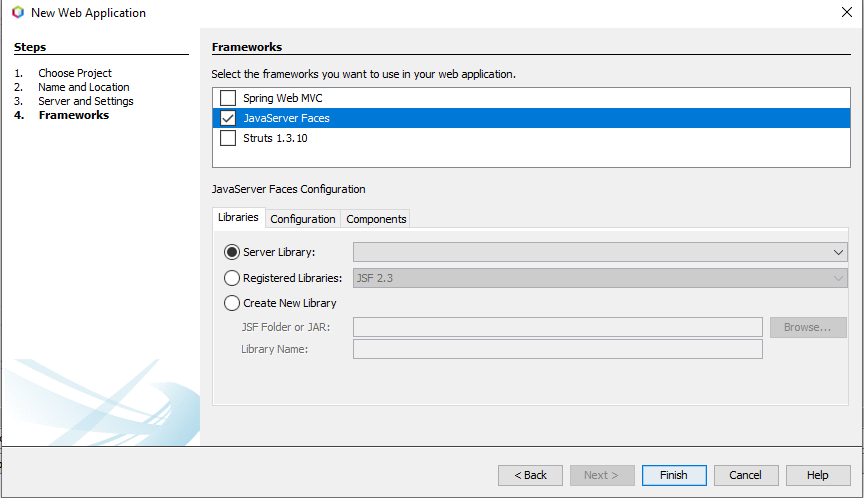 New Web Application
Steps
1. Choose Project
2. Name and Location
3. Server and Settings
4. Frameworks
Frameworks
Select the frameworks you want to use in your web application.
Spring Web MVC
JavaServer Faces
Struts 1.3.10
JavaServer Faces Configuration
Libraries Configuration Components
Server Library:
Registered Libraries: JSF 2.3
Create New Library
JSF Folder or JAR: Browse...
Library Name:
< Back Next > Finish Cancel Help